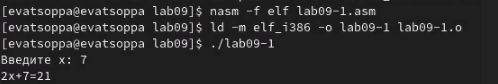 [evatsoppa@evatsoppa lab09]$ nasm -f elf lab09-1.asm
[evatsoppa@evatsoppa lab09]$ ld -m elf_i386 -o lab09-1 lab09-1.o
[evatsoppa@evatsoppa lab09]$ ./lab09-1
Введите x: 7
2x+7=21